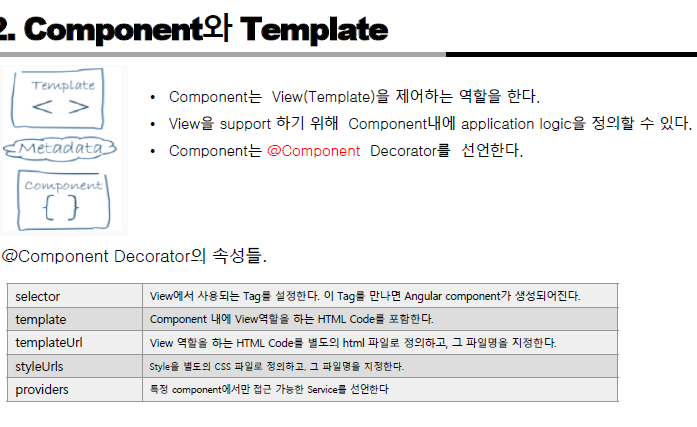 2. Component와 Template
Template
< >
Metadata
Component
{ }
• Component는 View(Template)을 제어하는 역할을 한다.
• View을 support 하기 위해 Component내에 application logic을 정의할 수 있다.
• Component는 @Component Decorator를 선언한다.
@Component Decorator의 속성들.
selector View에서 사용되는 Tag를 설정한다. 이 Tag를 만나면 Angular component가 생성되어진다.
template Component 내에 View역할을 하는 HTML Code를 포함한다.
templateUrl View 역할을 하는 HTML Code를 별도의 html 파일로 정의하고, 그 파일명을 지정한다.
styleUrls Style을 별도의 CSS 파일로 정의하고, 그 파일명을 지정한다.
providers 특정 component에서만 접근 가능한 Service를 선언한다